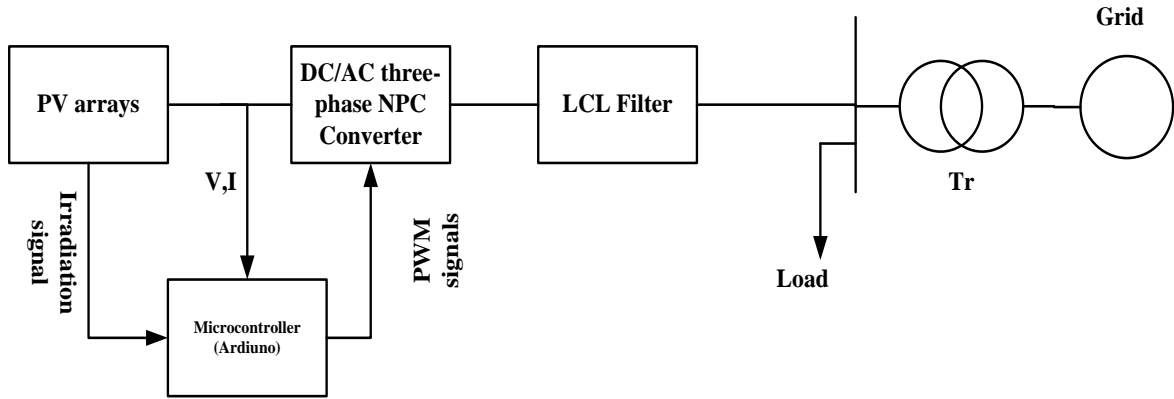 PV arrays
DC/AC three-
phase NPC
Converter
LCL Filter
Grid
Tr
Load
V,I
Irradiation
signal
PWM
signals
Microcontroller
(Ardiuno)